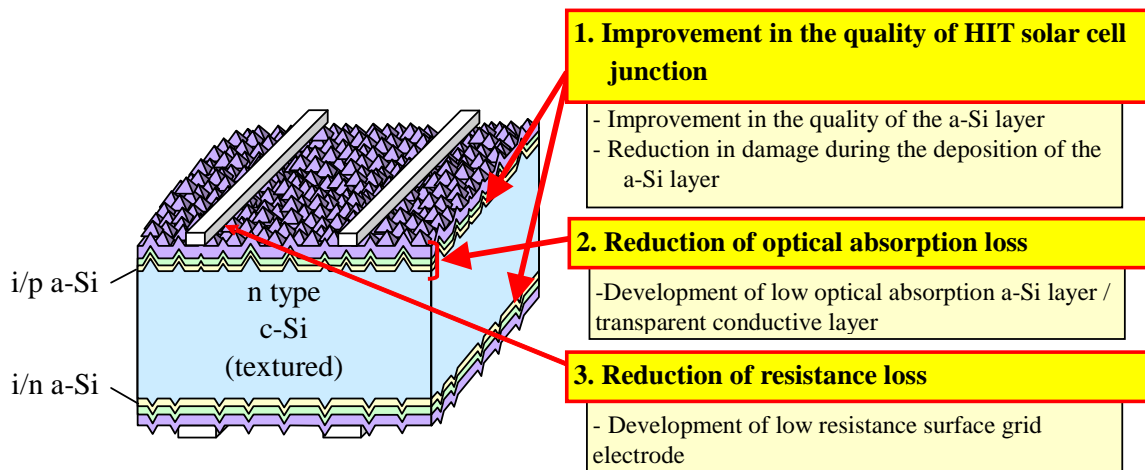 1. Improvement in the quality of HIT solar cell
junction
- Improvement in the quality of the a-Si layer
- Reduction in damage during the deposition of the
a-Si layer
2. Reduction of optical absorption loss
-Development of low optical absorption a-Si layer /
transparent conductive layer
3. Reduction of resistance loss
- Development of low resistance surface grid
electrode
i/p a-Si
n type
c-Si
(textured)
i/n a-Si